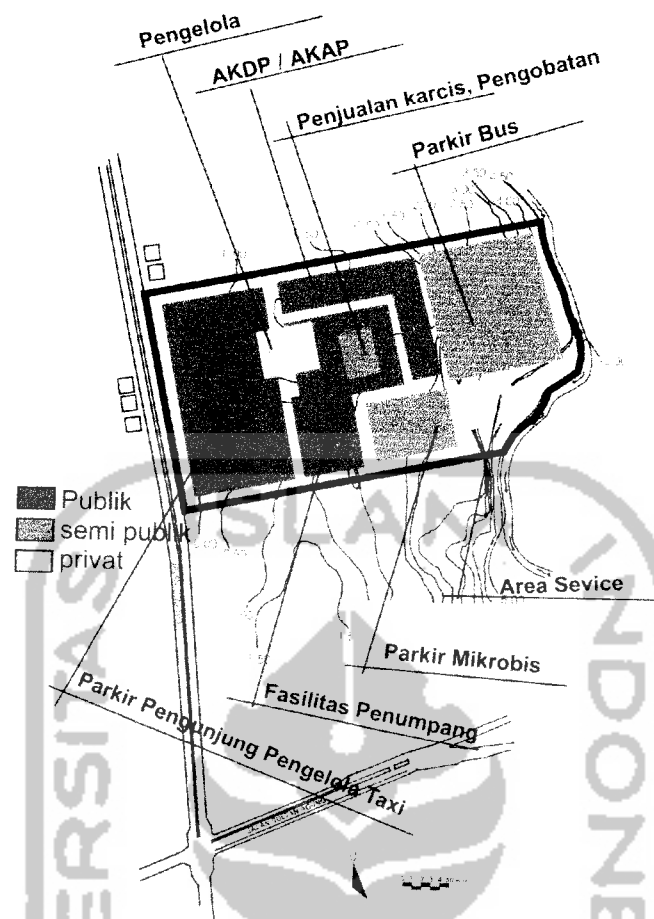 Pengelola
AKDP / AKAP
Penjualan karcis, Pengobatan
Parkir Bus
Publik
semi publik
privat
Area Sevice
Parkir Mikrobis
Fasilitas Penumpang
Parkir Pengunjung Pengelola Taxi